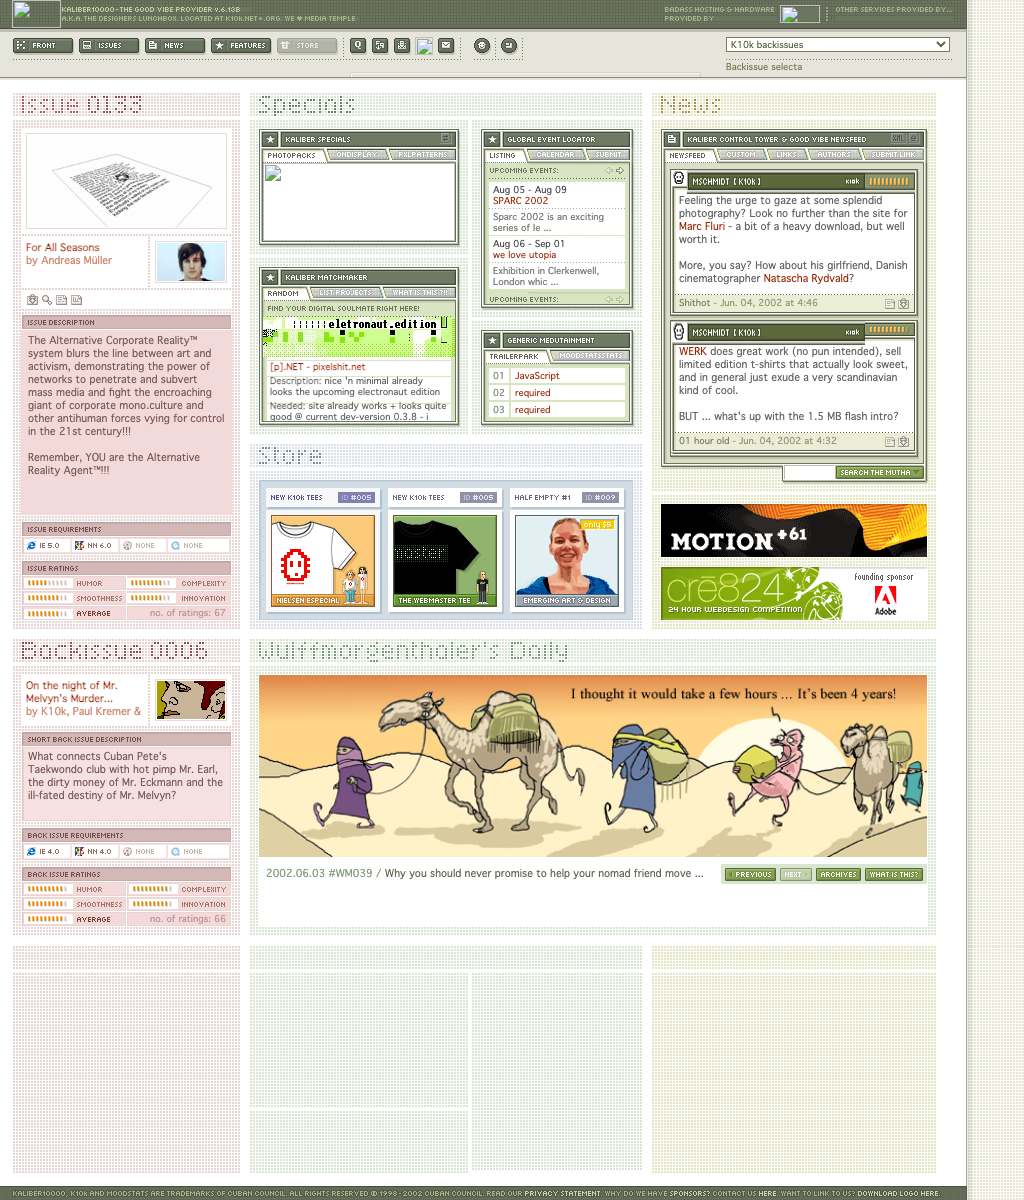 KALIBER10000 - THE GOOD VIBE PROVIDER V.6.13B
A.K.A. THE DESIGNERS LUNCHBOX. LOCATED AT K10K.NET + .ORG. WE ♥ MEDIA TEMPLE
BADASS HOSTING & HARDWARE
PROVIDED BY
OTHER SERVICES PROVIDED BY...
FRONT
ISSUES
NEWS
FEATURES
STORE
K10k backissues
Backissue selecta
Issue 0133
For All Seasons
by Andreas Müller
ISSUE DESCRIPTION
The Alternative Corporate Reality™
system blurs the line between art and
activism, demonstrating the power of
networks to penetrate and subvert
mass media and fight the encroaching
giant of corporate mono.culture and
other antihuman forces vying for control
in the 21st century!!!
Remember, YOU are the Alternative
Reality Agent™!!!
ISSUE REQUIREMENTS
IE 5.0
NN 6.0
NONE
NONE
ISSUE RATINGS
HUMOR
COMPLEXITY
SMOOTHNESS
INNOVATION
AVERAGE
no. of ratings: 67
Specials
KALIBER SPECIALS
PHOTOPACKS
ONDISPLAY
PXLPATTERNS
KALIBER MATCHMAKER
RANDOM
LIST PROJECTS
WHAT IS THIS?!!
FIND YOUR DIGITAL SOULMATE RIGHT HERE!
eletronaut.edition
[p].NET - pixelshit.net
Description: nice 'n minimal already
looks the upcoming electronaut edition
Needed: site already works + looks quite
good @ current dev-version 0.3.8 - i
GLOBAL EVENT LOCATOR
LISTING
CALENDAR
SUBMIT
UPCOMING EVENTS:
Aug 05 - Aug 09
SPARC 2002
Sparc 2002 is an exciting
series of le ...
Aug 06 - Sep 01
we love utopia
Exhibition in Clerkenwell,
London whic ...
UPCOMING EVENTS:
GENERIC MEDUTAINMENT
TRAILERPARK
MOODSTATSSTATS
01 JavaScript
02 required
03 required
News
KALIBER CONTROL TOWER & GOOD VIBE NEWSFEED
XML
NEWSFEED
CUSTOM
LINKS
AUTHORS
SUBMIT LINK
MSCHMIDT [ K10K ]
K10K
Feeling the urge to gaze at some splendid
photography? Look no further than the site for
Marc Fluri - a bit of a heavy download, but well
worth it.
More, you say? How about his girlfriend, Danish
cinematographer Natascha Rydvald?
Shithot - Jun. 04, 2002 at 4:46
MSCHMIDT [ K10K ]
K10K
WERK does great work (no pun intended), sell
limited edition t-shirts that actually look sweet,
and in general just exude a very scandinavian
kind of cool.
BUT ... what's up with the 1.5 MB flash intro?
01 hour old - Jun. 04, 2002 at 4:32
SEARCH THE MUTHA
Store
NEW K10K TEES
ID #005
NEW K10K TEES
ID #005
HALF EMPTY #1
ID #009
NIELSEN ESPECIAL
master
THE WEBMASTER TEE
only $5
EMERGING ART & DESIGN
MOTION +61
cre824
24 HOUR WEBDESIGN COMPETITION
founding sponsor
Adobe
Backissue 0006
On the night of Mr.
Melvyn's Murder...
by K10k, Paul Kremer &
SHORT BACK ISSUE DESCRIPTION
What connects Cuban Pete's
Taekwondo club with hot pimp Mr. Earl,
the dirty money of Mr. Eckmann and the
ill-fated destiny of Mr. Melvyn?
BACK ISSUE REQUIREMENTS
IE 4.0
NN 4.0
NONE
NONE
BACK ISSUE RATINGS
HUMOR
COMPLEXITY
SMOOTHNESS
INNOVATION
AVERAGE
no. of ratings: 66
Wulffmorgenthaler's Daily
I thought it would take a few hours ... It's been 4 years!
2002.06.03 #WM039 / Why you should never promise to help your nomad friend move ...
PREVIOUS
NEXT
ARCHIVES
WHAT IS THIS?
KALIBER10000, K10K AND MOODSTATS ARE TRADEMARKS OF CUBAN COUNCIL. ALL RIGHTS RESERVED © 1998 - 2002 CUBAN COUNCIL. READ OUR PRIVACY STATEMENT. WHY DO WE HAVE SPONSORS? CONTACT US HERE. WANT TO LINK TO US? DOWNLOAD LOGO HERE.